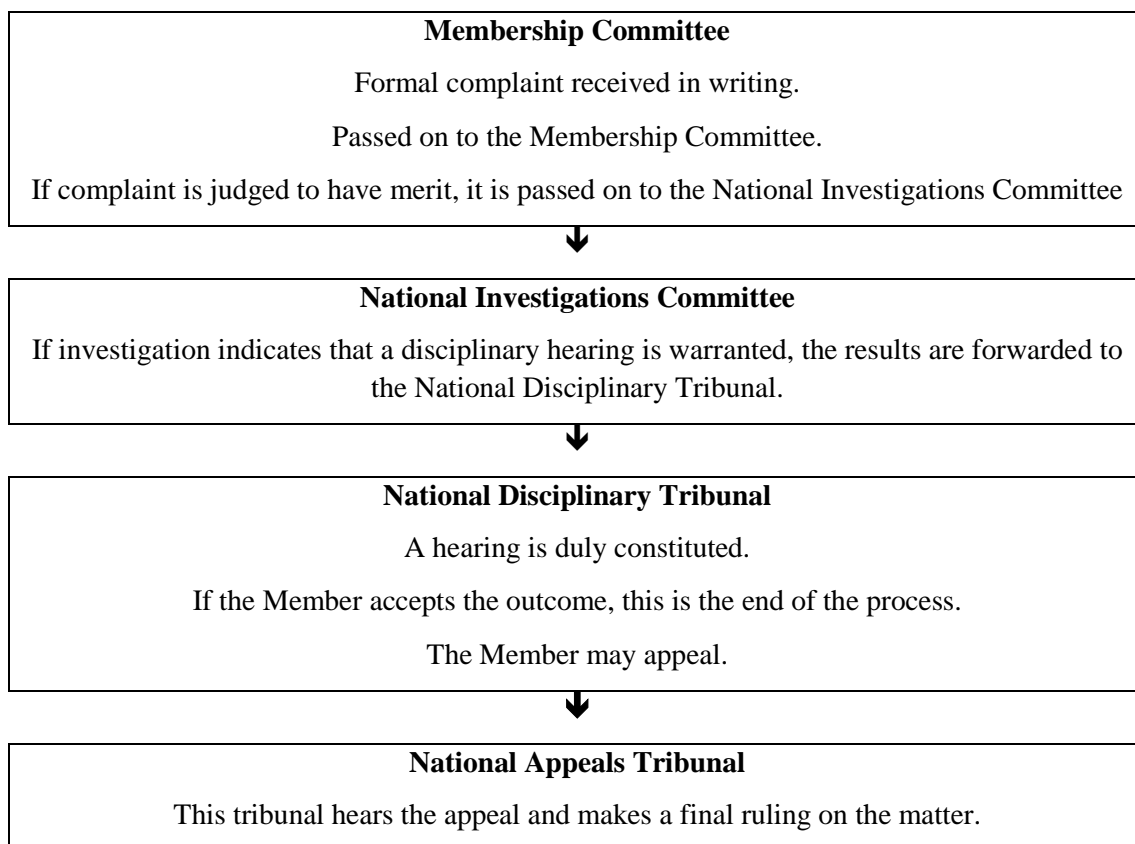 Membership Committee
Formal complaint received in writing.
Passed on to the Membership Committee.
If complaint is judged to have merit, it is passed on to the National Investigations Committee
National Investigations Committee
If investigation indicates that a disciplinary hearing is warranted, the results are forwarded to
the National Disciplinary Tribunal.
National Disciplinary Tribunal
A hearing is duly constituted.
If the Member accepts the outcome, this is the end of the process.
The Member may appeal.
National Appeals Tribunal
This tribunal hears the appeal and makes a final ruling on the matter.